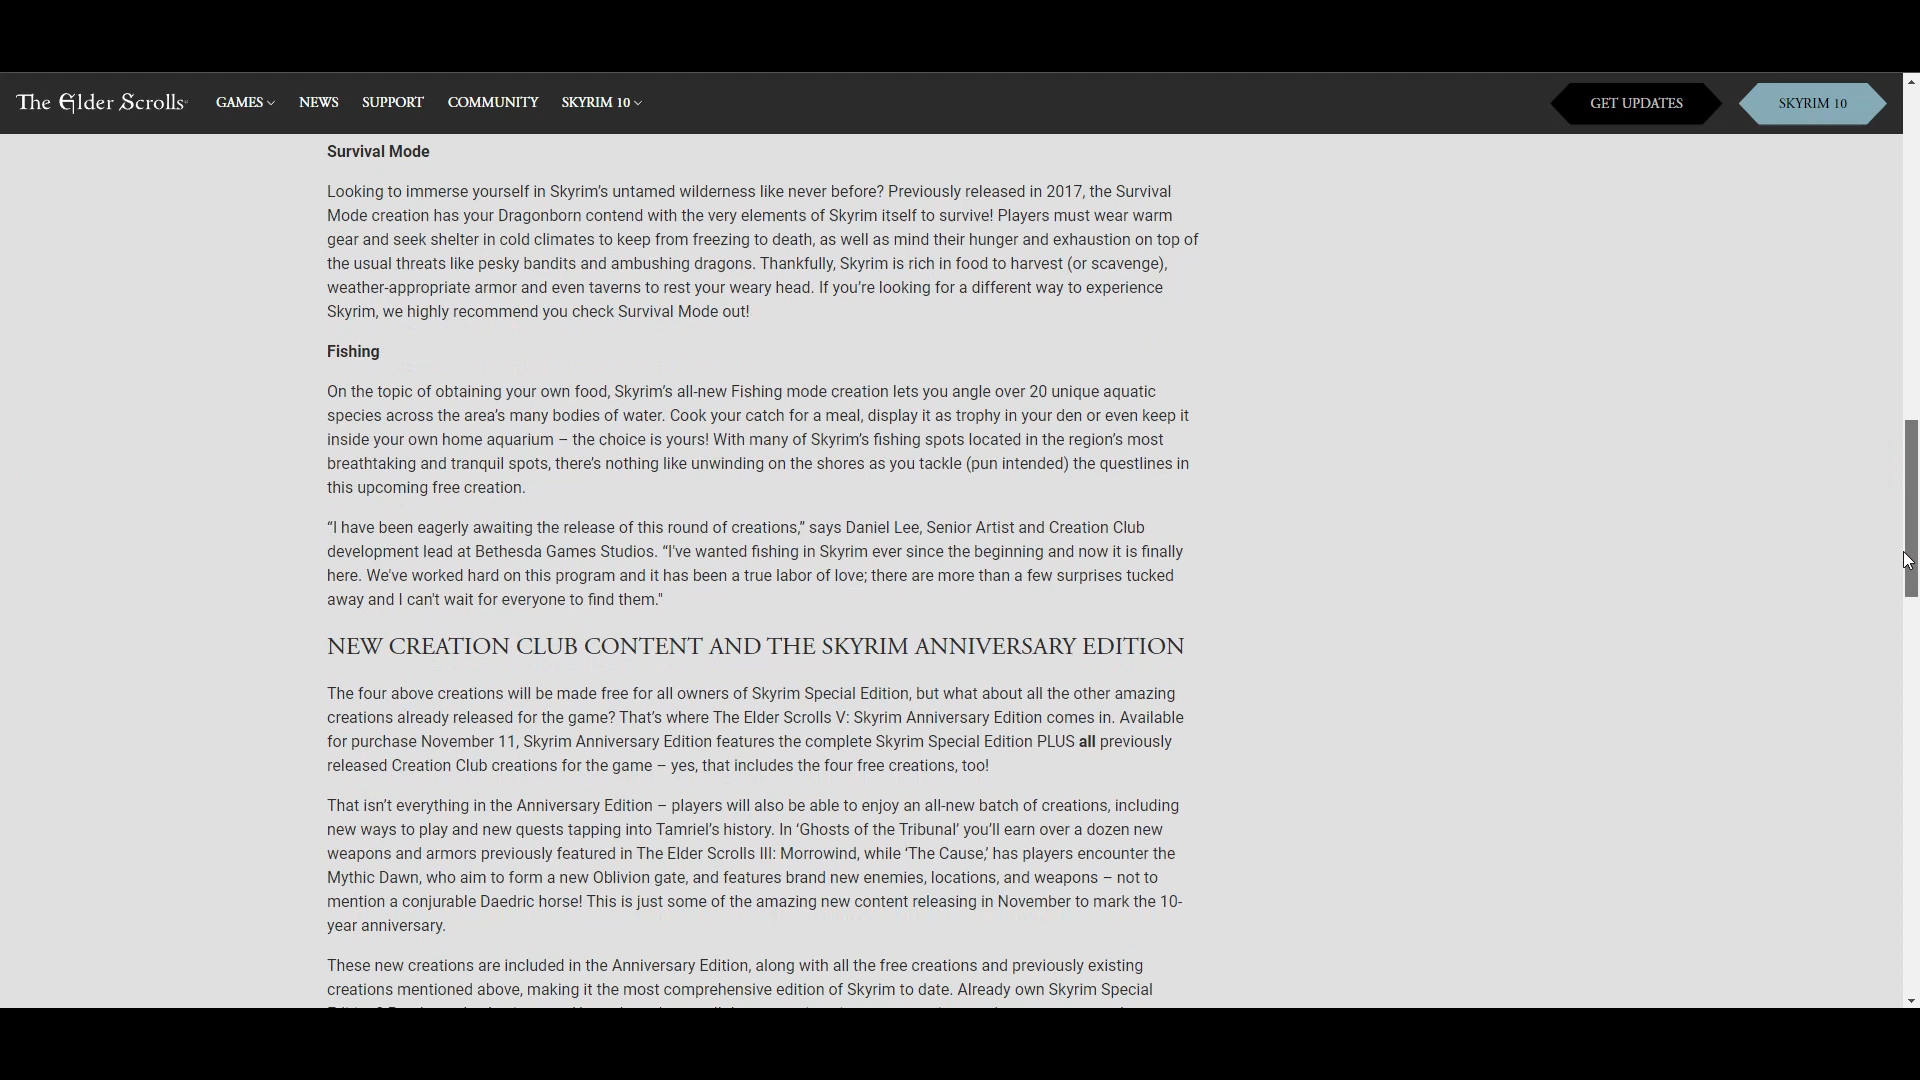 The Elder Scrolls
GAMES NEWS SUPPORT COMMUNITY SKYRIM 10
GET UPDATES
SKYRIM 10
Survival Mode
Looking to immerse yourself in Skyrim’s untamed wilderness like never before? Previously released in 2017, the Survival
Mode creation has your Dragonborn contend with the very elements of Skyrim itself to survive! Players must wear warm
gear and seek shelter in cold climates to keep from freezing to death, as well as mind their hunger and exhaustion on top of
the usual threats like pesky bandits and ambushing dragons. Thankfully, Skyrim is rich in food to harvest (or scavenge),
weather-appropriate armor and even taverns to rest your weary head. If you’re looking for a different way to experience
Skyrim, we highly recommend you check Survival Mode out!
Fishing
On the topic of obtaining your own food, Skyrim’s all-new Fishing mode creation lets you angle over 20 unique aquatic
species across the area’s many bodies of water. Cook your catch for a meal, display it as trophy in your den or even keep it
inside your own home aquarium – the choice is yours! With many of Skyrim’s fishing spots located in the region’s most
breathtaking and tranquil spots, there’s nothing like unwinding on the shores as you tackle (pun intended) the questlines in
this upcoming free creation.
“I have been eagerly awaiting the release of this round of creations,” says Daniel Lee, Senior Artist and Creation Club
development lead at Bethesda Games Studios. “I've wanted fishing in Skyrim ever since the beginning and now it is finally
here. We've worked hard on this program and it has been a true labor of love; there are more than a few surprises tucked
away and I can't wait for everyone to find them."
NEW CREATION CLUB CONTENT AND THE SKYRIM ANNIVERSARY EDITION
The four above creations will be made free for all owners of Skyrim Special Edition, but what about all the other amazing
creations already released for the game? That’s where The Elder Scrolls V: Skyrim Anniversary Edition comes in. Available
for purchase November 11, Skyrim Anniversary Edition features the complete Skyrim Special Edition PLUS all previously
released Creation Club creations for the game – yes, that includes the four free creations, too!
That isn’t everything in the Anniversary Edition – players will also be able to enjoy an all-new batch of creations, including
new ways to play and new quests tapping into Tamriel’s history. In ‘Ghosts of the Tribunal’ you’ll earn over a dozen new
weapons and armors previously featured in The Elder Scrolls III: Morrowind, while ‘The Cause,’ has players encounter the
Mythic Dawn, who aim to form a new Oblivion gate, and features brand new enemies, locations, and weapons – not to
mention a conjurable Daedric horse! This is just some of the amazing new content releasing in November to mark the 10-
year anniversary.
These new creations are included in the Anniversary Edition, along with all the free creations and previously existing
creations mentioned above, making it the most comprehensive edition of Skyrim to date. Already own Skyrim Special